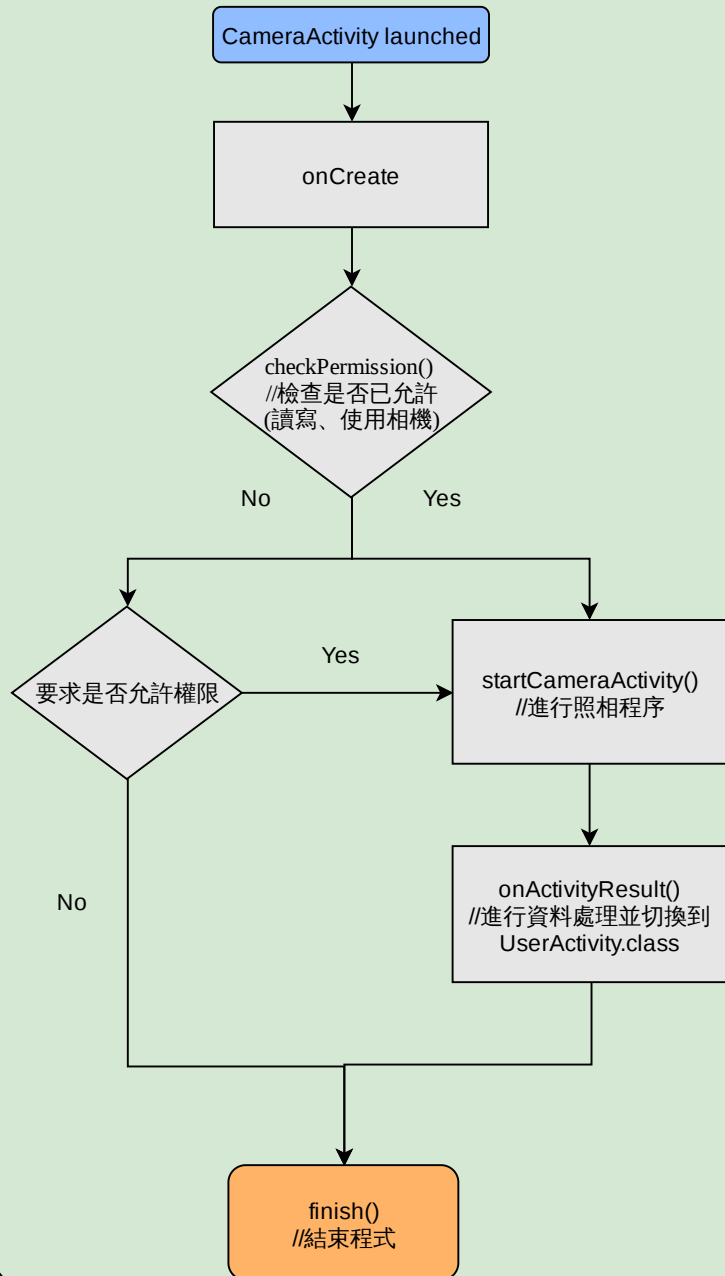 CameraActivity launched
onCreate
checkPermission()
//檢查是否已允許
(讀寫、使用相機)
No
Yes
要求是否允許權限
Yes
startCameraActivity()
//進行照相程序
No
onActivityResult()
//進行資料處理並切換到
UserActivity.class
finish()
//結束程式